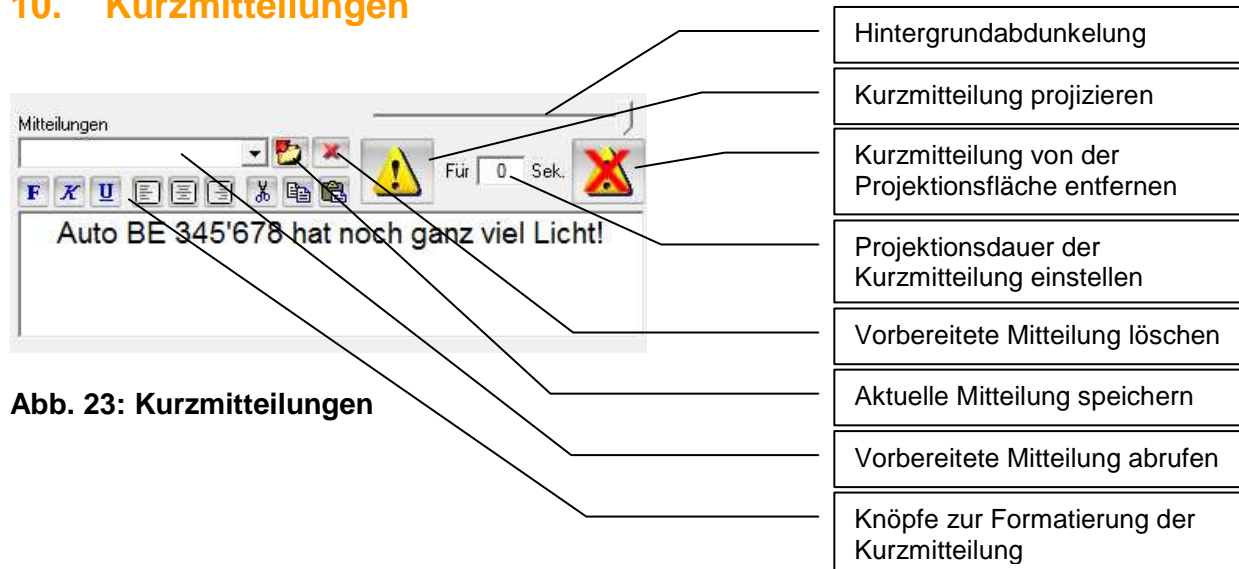 10. Kurzmitteilungen
Hintergrundabdunkelung
Kurzmitteilung projizieren
Kurzmitteilung von der
Projektionsfläche entfernen
Projektionsdauer der
Kurzmitteilung einstellen
Vorbereitete Mitteilung löschen
Aktuelle Mitteilung speichern
Vorbereitete Mitteilung abrufen
Knöpfe zur Formatierung der
Kurzmitteilung
Mitteilungen
Für 0 Sek.
F K U
Auto BE 345'678 hat noch ganz viel Licht!
Abb. 23: Kurzmitteilungen